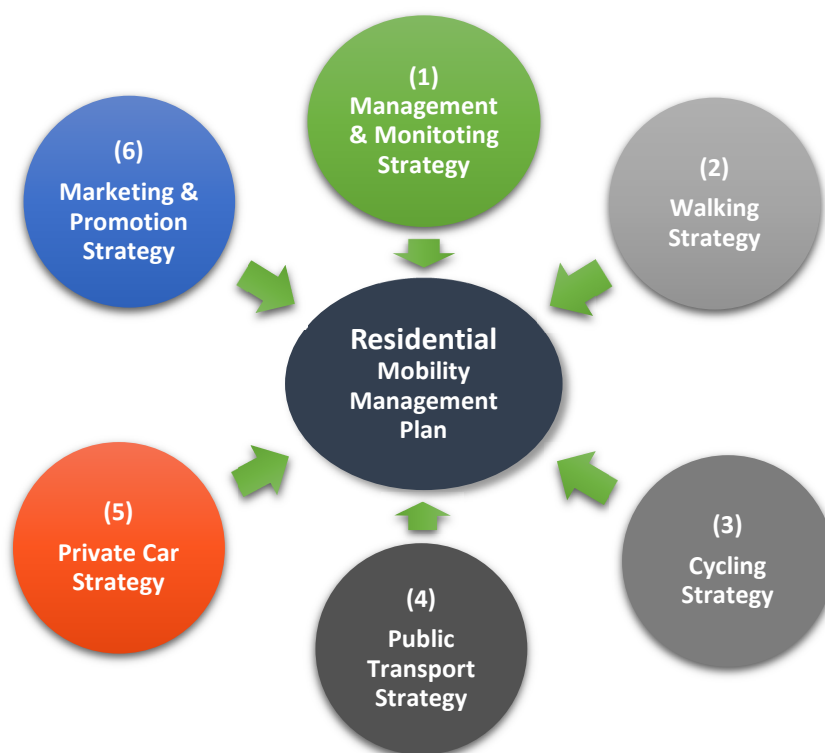 (1)
Management
& Monitoting
Strategy
(2)
Walking
Strategy
(3)
Cycling
Strategy
(4)
Public
Transport
Strategy
(5)
Private Car
Strategy
(6)
Marketing &
Promotion
Strategy
Residential
Mobility
Management
Plan